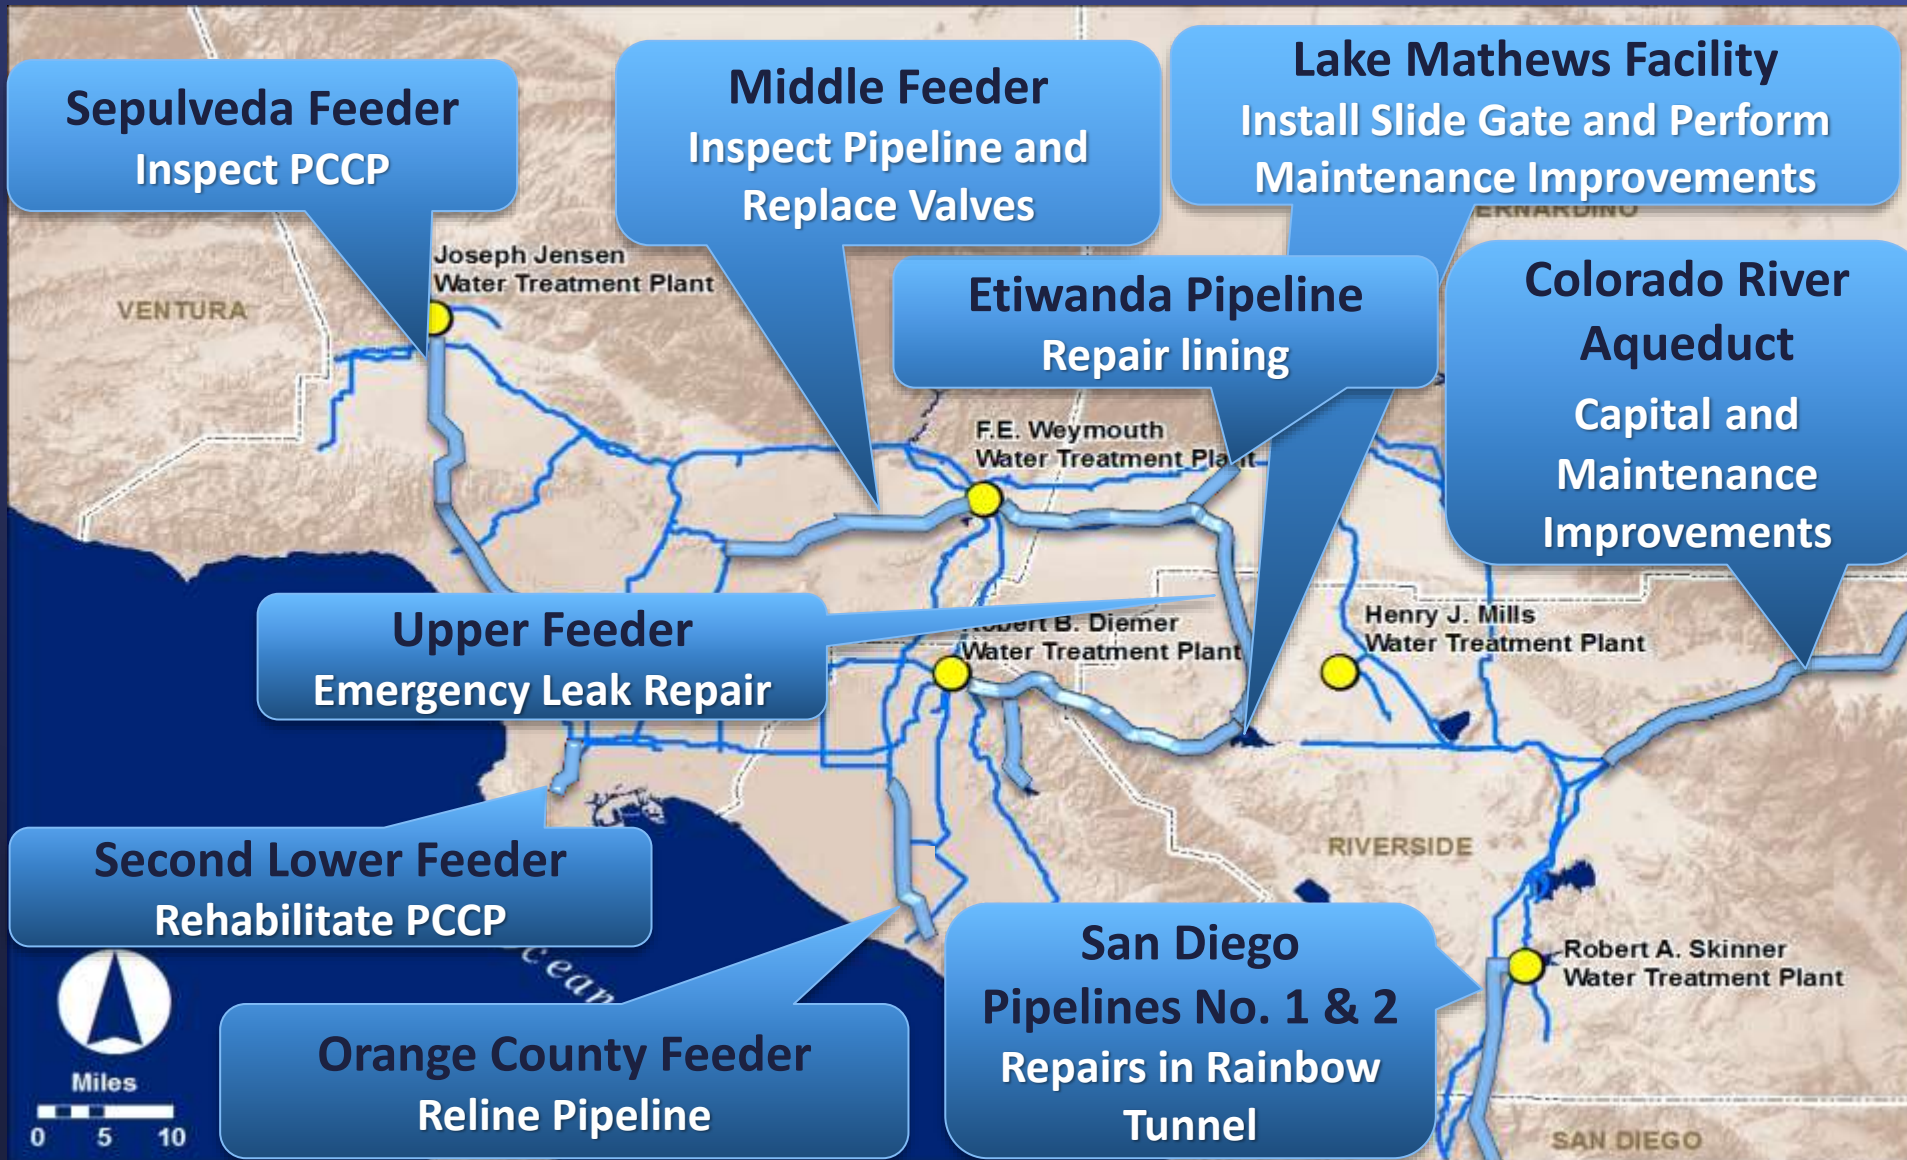 Sepulveda Feeder
Inspect PCCP
Middle Feeder
Inspect Pipeline and
Replace Valves
Lake Mathews Facility
Install Slide Gate and Perform
Maintenance Improvements
Joseph Jensen
Water Treatment Plant
VENTURA
Etiwanda Pipeline
Repair lining
Colorado River
Aqueduct
Capital and
Maintenance
Improvements
F.E. Weymouth
Water Treatment Plant
Upper Feeder
Emergency Leak Repair
B. Diemer
Water Treatment Plant
Henry J. Mills
Water Treatment Plant
Second Lower Feeder
Rehabilitate PCCP
RIVERSIDE
San Diego
Pipelines No. 1 & 2
Repairs in Rainbow
Tunnel
Robert A. Skinner
Water Treatment Plant
Orange County Feeder
Reline Pipeline
Miles
0 5 10
SAN DIEGO